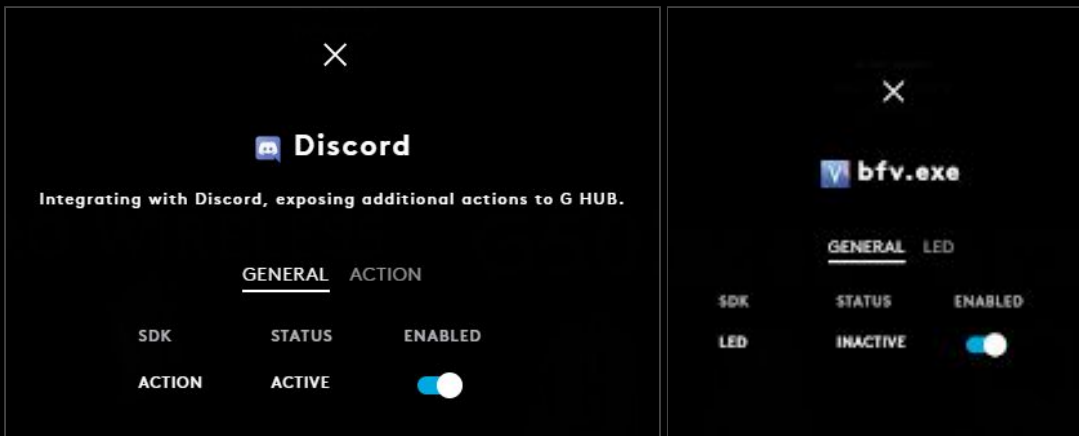 Discord
Integrating with Discord, exposing additional actions to G HUB.
GENERAL ACTION
SDK STATUS ENABLED
ACTION ACTIVE
bfv.exe
GENERAL LED
SDK STATUS ENABLED
LED INACTIVE